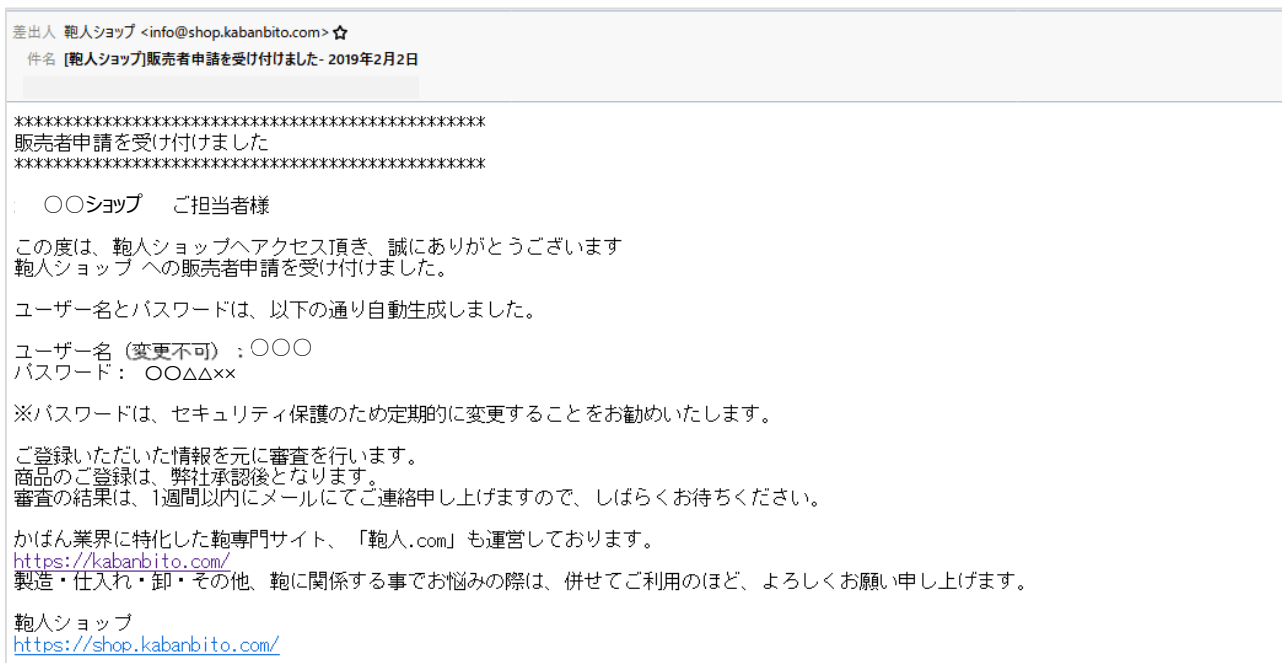 差出人 鞄人ショップ <info@shop.kabanbito.com> ☆
件名 [鞄人ショップ]販売者申請を受け付けました- 2019年2月2日
***********************************************
販売者申請を受け付けました
***********************************************
〇〇ショップ ご担当者様
この度は、鞄人ショップへアクセス頂き、誠にありがとうございます
鞄人ショップ への販売者申請を受け付けました。
ユーザー名とパスワードは、以下の通り自動生成しました。
ユーザー名（変更不可）：〇〇〇
パスワード： 〇〇△△××
※パスワードは、セキュリティ保護のため定期的に変更することをお勧めいたします。
ご登録いただいた情報を元に審査を行います。
商品のご登録は、弊社承認後となります。
審査の結果は、1週間以内にメールにてご連絡申し上げますので、しばらくお待ちください。
かばん業界に特化した鞄専門サイト、「鞄人.com」も運営しております。
https://kabanbito.com/
製造・仕入れ・卸・その他、鞄に関係する事でお悩みの際は、併せてご利用のほど、よろしくお願い申し上げます。
鞄人ショップ
https://shop.kabanbito.com/